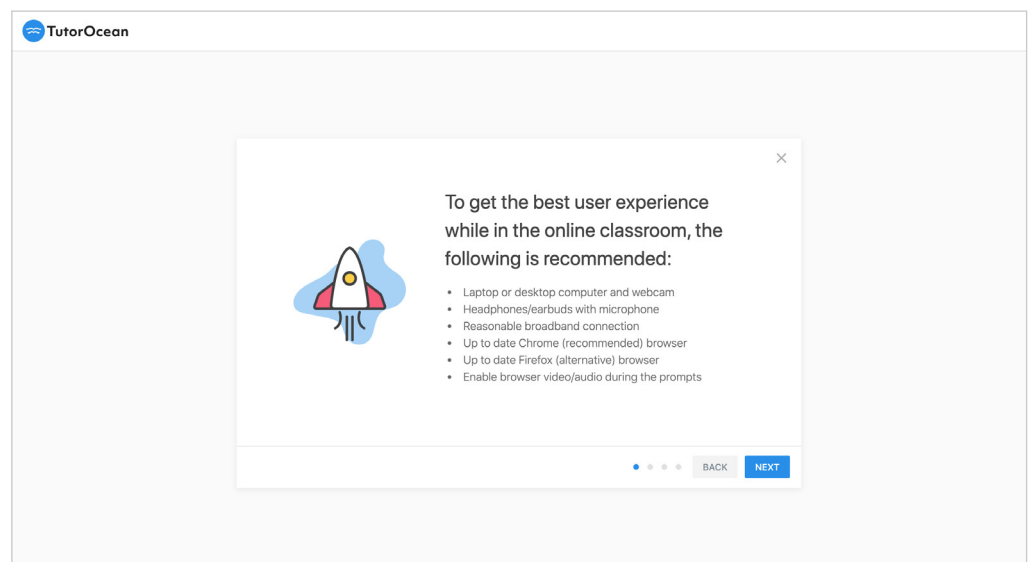 TutorOcean
To get the best user experience
while in the online classroom, the
following is recommended:
• Laptop or desktop computer and webcam
• Headphones/earbuds with microphone
• Reasonable broadband connection
• Up to date Chrome (recommended) browser
• Up to date Firefox (alternative) browser
• Enable browser video/audio during the prompts
BACK NEXT